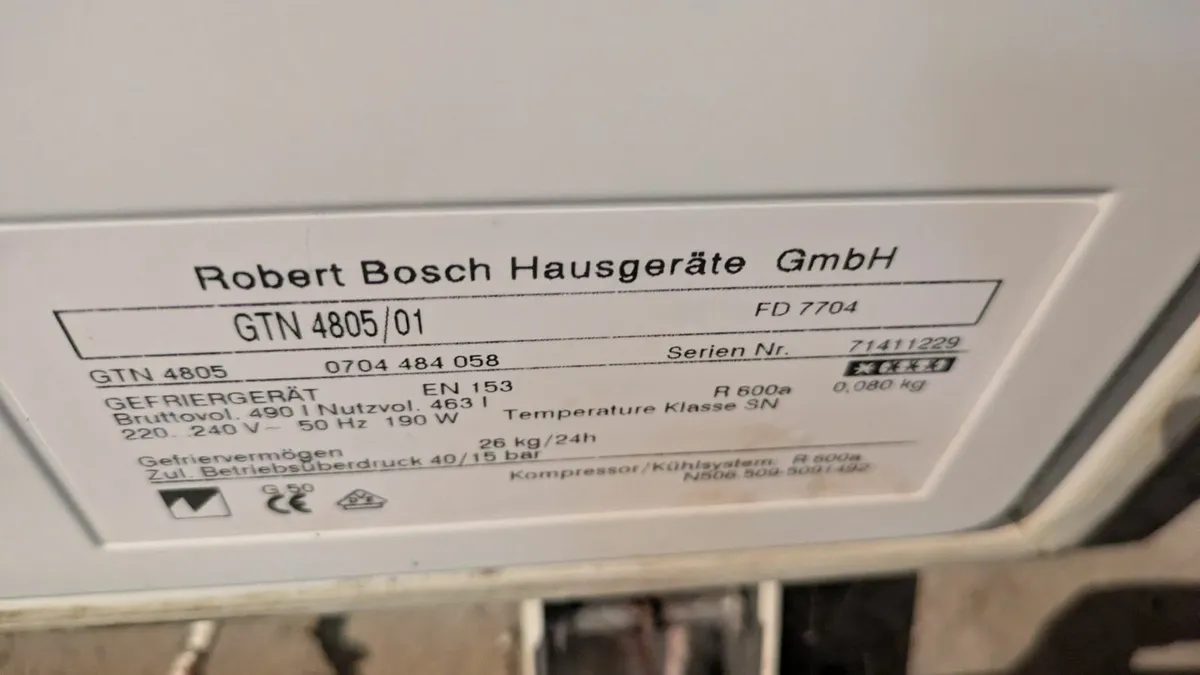 Robert Bosch Hausgeräte GmbH
GTN 4805/01 FD 7704
GTN 4805 0704 484 058 Serien Nr. 71411229
GEFRIERGERÄT EN 153 R 600a 0,080 kg
Bruttovol. 490 l Nutzvol. 463 l Temperature Klasse SN
220...240 V~ 50 Hz 190 W
Gefriervermögen 26 kg/24h
Zul. Betriebsüberdruck 40/15 bar
Kompressor/Kühlsystem: R 600a
G 50
CE DVE